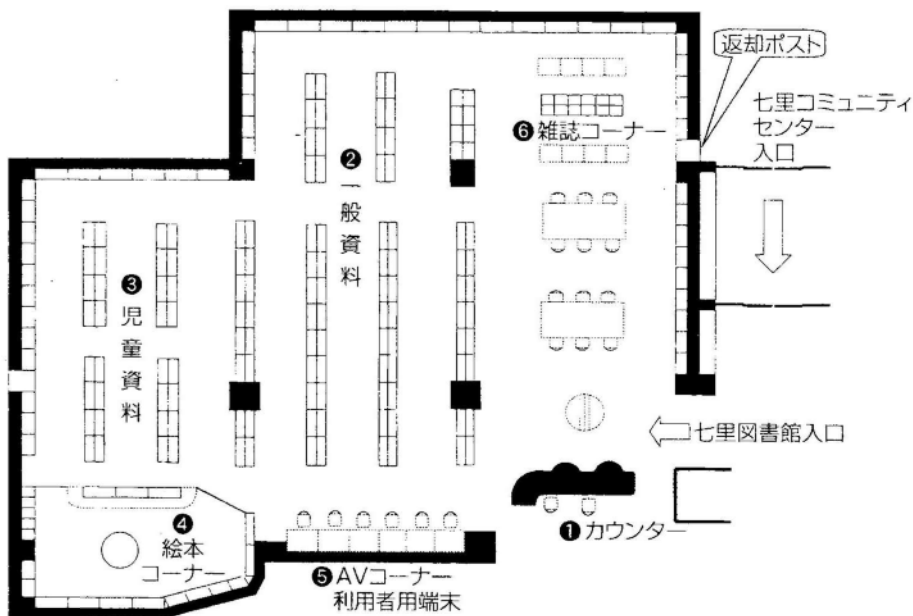 返却ポスト
七里コミュニティ
センター
入口
❻雑誌コーナー
❷一般資料
❸児童資料
七里図書館入口
❶カウンター
❹
絵本
コーナー
❺AVコーナー
利用者用端末